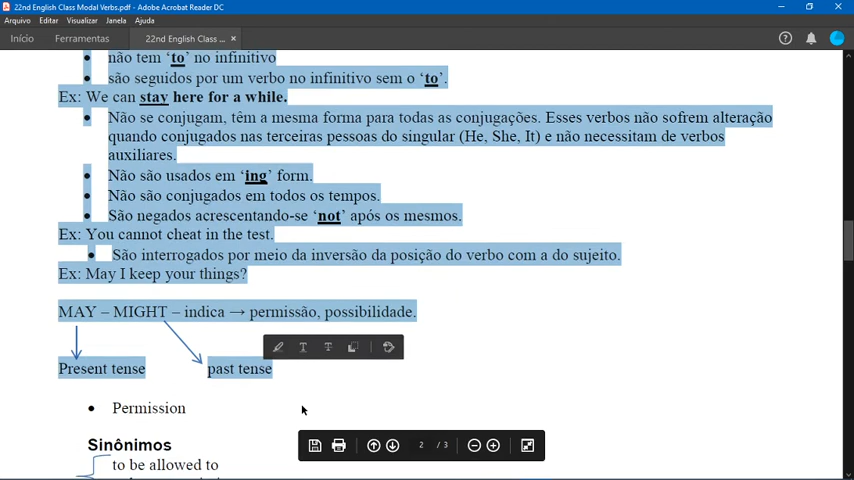 22nd English Class Modal Verbs.pdf - Adobe Acrobat Reader DC
Arquivo Editar Visualizar Janela Ajuda
Início Ferramentas 22nd English Class ... ×
não tem ‘to’ no infinitivo
são seguidos por um verbo no infinitivo sem o ‘to’.
Ex: We can stay here for a while.
Não se conjugam, têm a mesma forma para todas as conjugações. Esses verbos não sofrem alteração
quando conjugados nas terceiras pessoas do singular (He, She, It) e não necessitam de verbos
auxiliares.
Não são usados em ‘ing’ form.
Não são conjugados em todos os tempos.
São negados acrescentando-se ‘not’ após os mesmos.
Ex: You cannot cheat in the test.
São interrogados por meio da inversão da posição do verbo com a do sujeito.
Ex: May I keep your things?
MAY – MIGHT – indica → permissão, possibilidade.
Present tense past tense
Permission
Sinônimos
to be allowed to
2 / 3